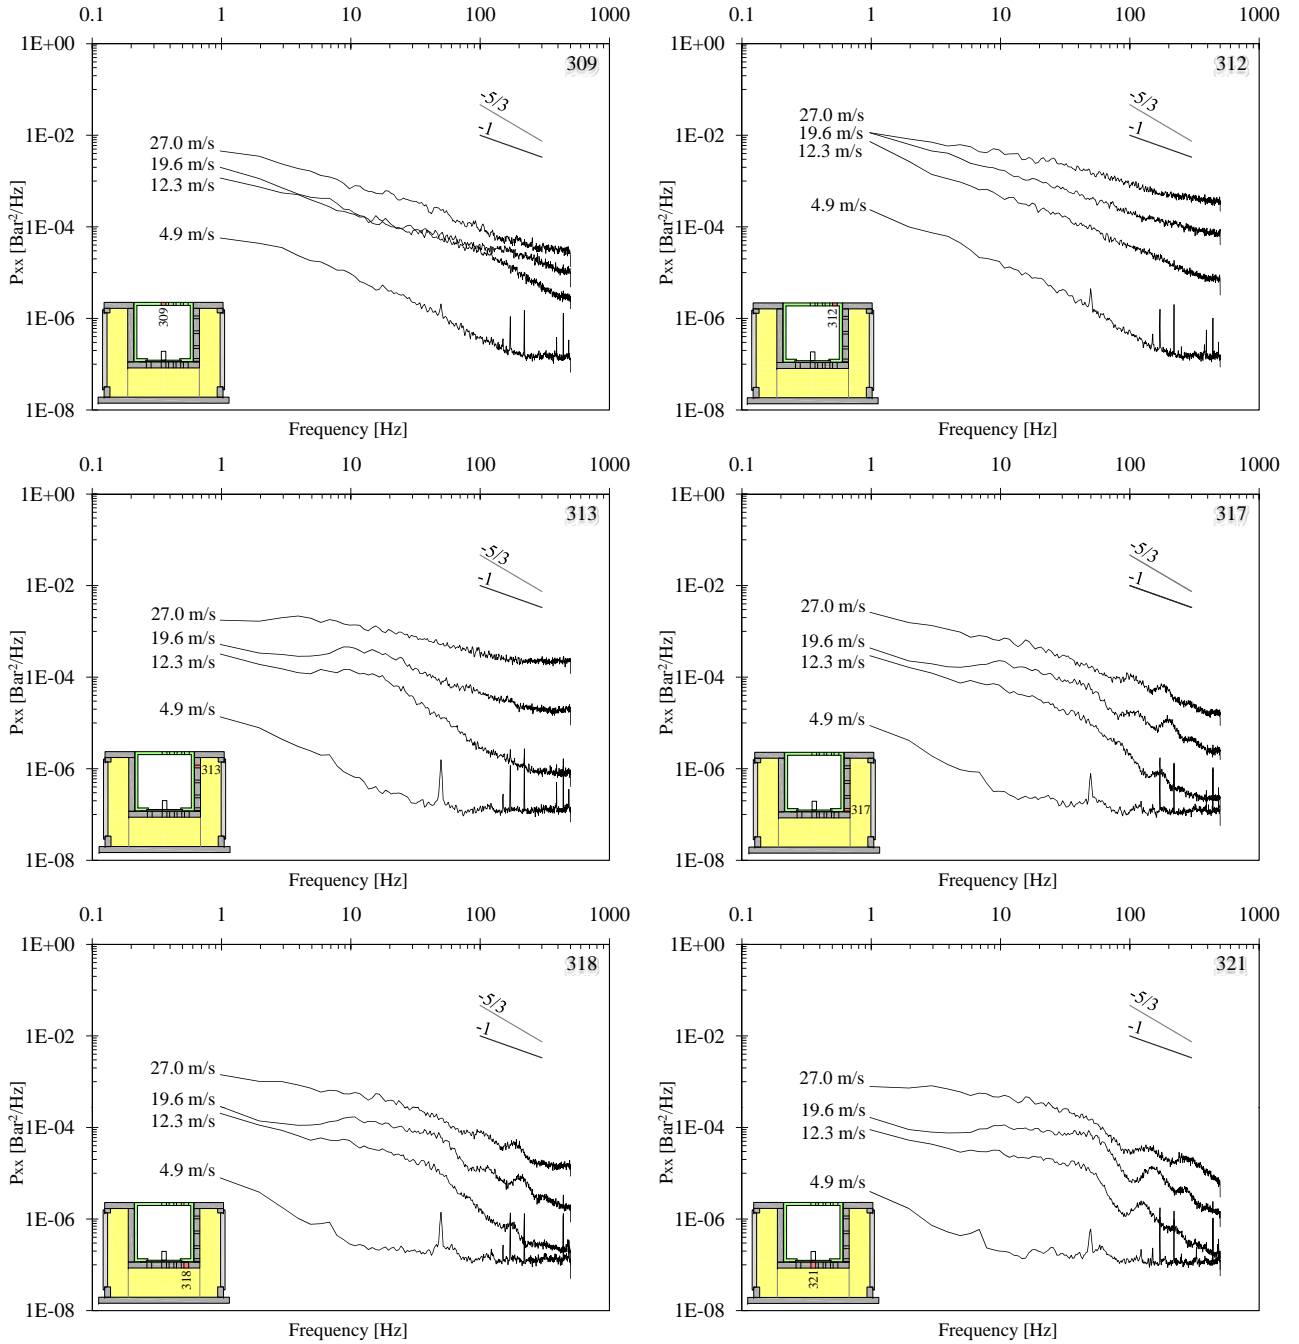 0.1 1 10 100 1000
1E+00
309
-5/3
-1
1E-02
27.0 m/s
19.6 m/s
12.3 m/s
1E-04
4.9 m/s
Pxx [Bar²/Hz]
1E-06
309
1E-08
Frequency [Hz]
0.1 1 10 100 1000
1E+00
312
-5/3
-1
27.0 m/s
1E-02
19.6 m/s
12.3 m/s
4.9 m/s
1E-04
Pxx [Bar²/Hz]
1E-06
312
1E-08
Frequency [Hz]
0.1 1 10 100 1000
1E+00
313
-5/3
-1
1E-02
27.0 m/s
19.6 m/s
12.3 m/s
1E-04
4.9 m/s
Pxx [Bar²/Hz]
1E-06
313
1E-08
Frequency [Hz]
0.1 1 10 100 1000
1E+00
317
-5/3
-1
1E-02
27.0 m/s
19.6 m/s
12.3 m/s
1E-04
4.9 m/s
Pxx [Bar²/Hz]
1E-06
317
1E-08
Frequency [Hz]
0.1 1 10 100 1000
1E+00
318
-5/3
-1
1E-02
27.0 m/s
19.6 m/s
12.3 m/s
1E-04
4.9 m/s
Pxx [Bar²/Hz]
1E-06
318
1E-08
Frequency [Hz]
0.1 1 10 100 1000
1E+00
321
-5/3
-1
1E-02
27.0 m/s
19.6 m/s
12.3 m/s
1E-04
4.9 m/s
Pxx [Bar²/Hz]
1E-06
321
1E-08
Frequency [Hz]